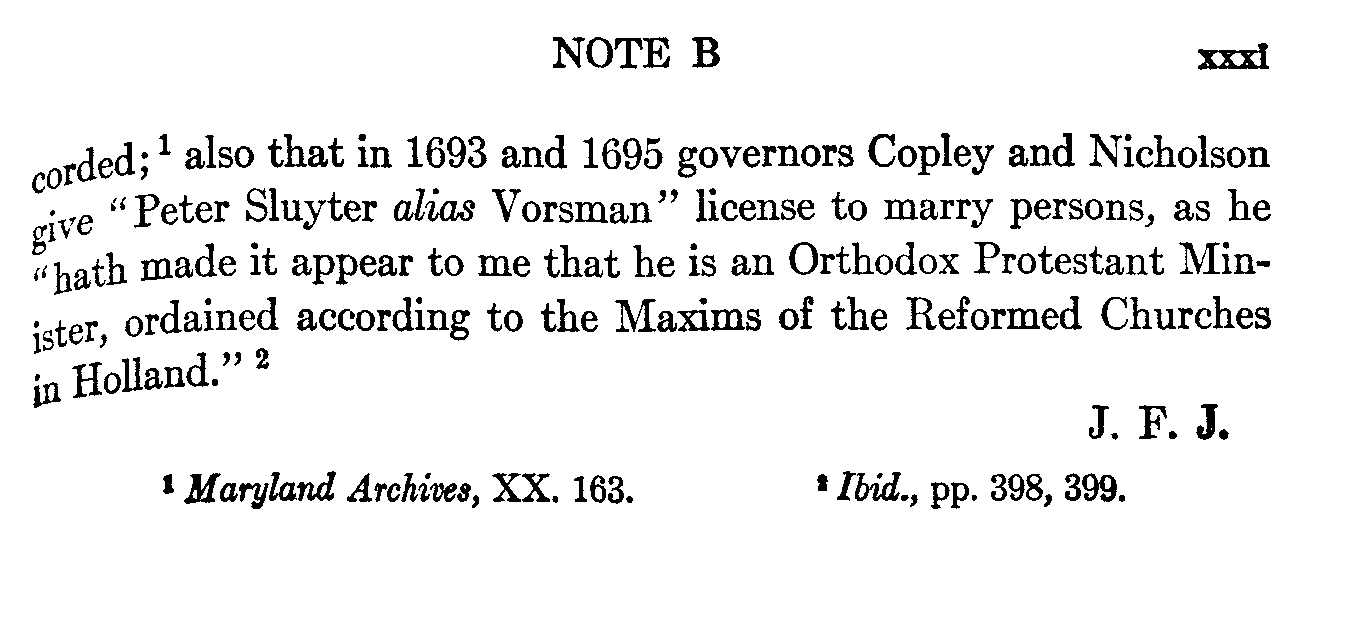 NOTE B xxxi
corded; ¹ also that in 1693 and 1695 governors Copley and Nicholson
give “Peter Sluyter alias Vorsman” license to marry persons, as he
“hath made it appear to me that he is an Orthodox Protestant Min-
ister, ordained according to the Maxims of the Reformed Churches
in Holland.” ²
J. F. J.
¹ Maryland Archives, XX. 163. ² Ibid., pp. 398, 399.